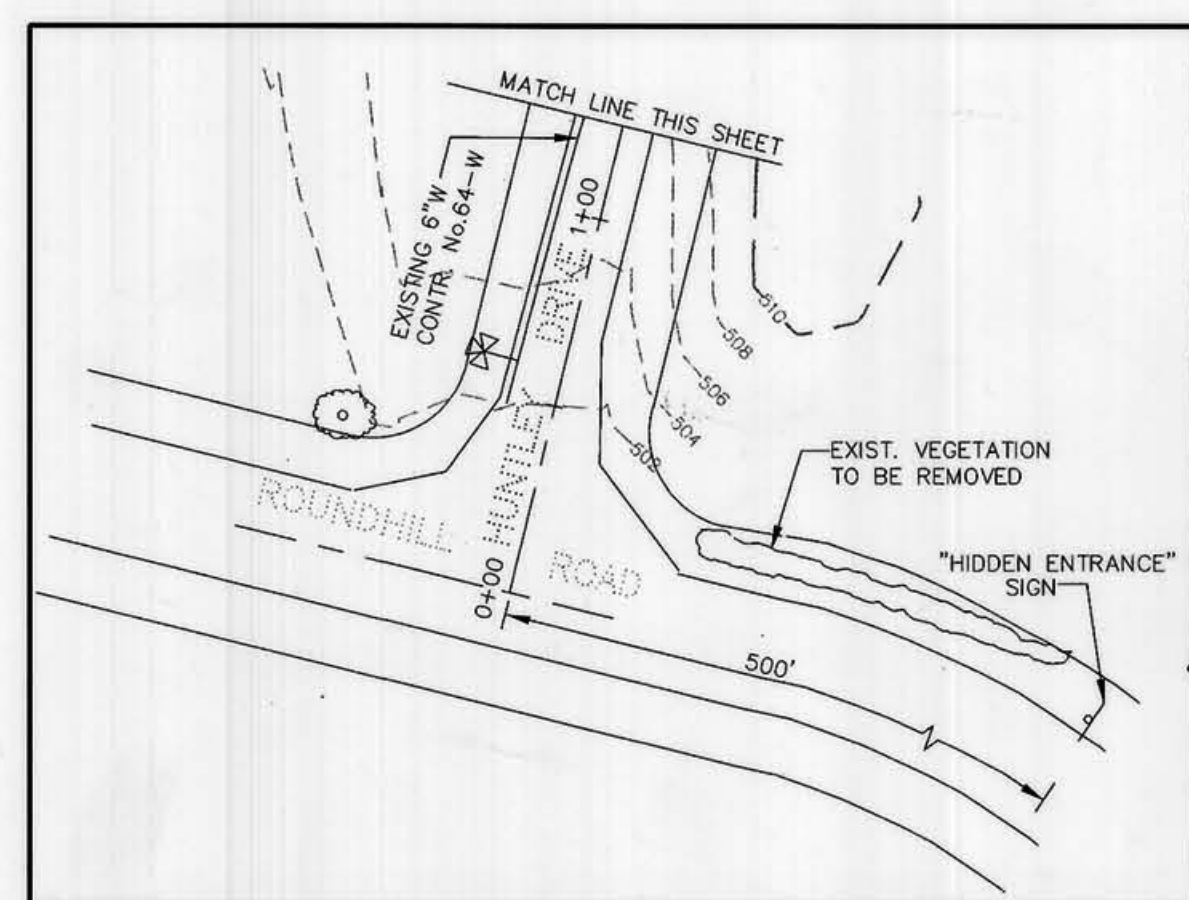 MATCH LINE THIS SHEET
EXISTING 6"W
CONTR. No.64-W
1+00
HUNTLEY DRIVE
510
508
506
504
502
EXIST. VEGETATION
TO BE REMOVED
ROUNDHILL ROAD
"HIDDEN ENTRANCE"
SIGN
0+00
500'